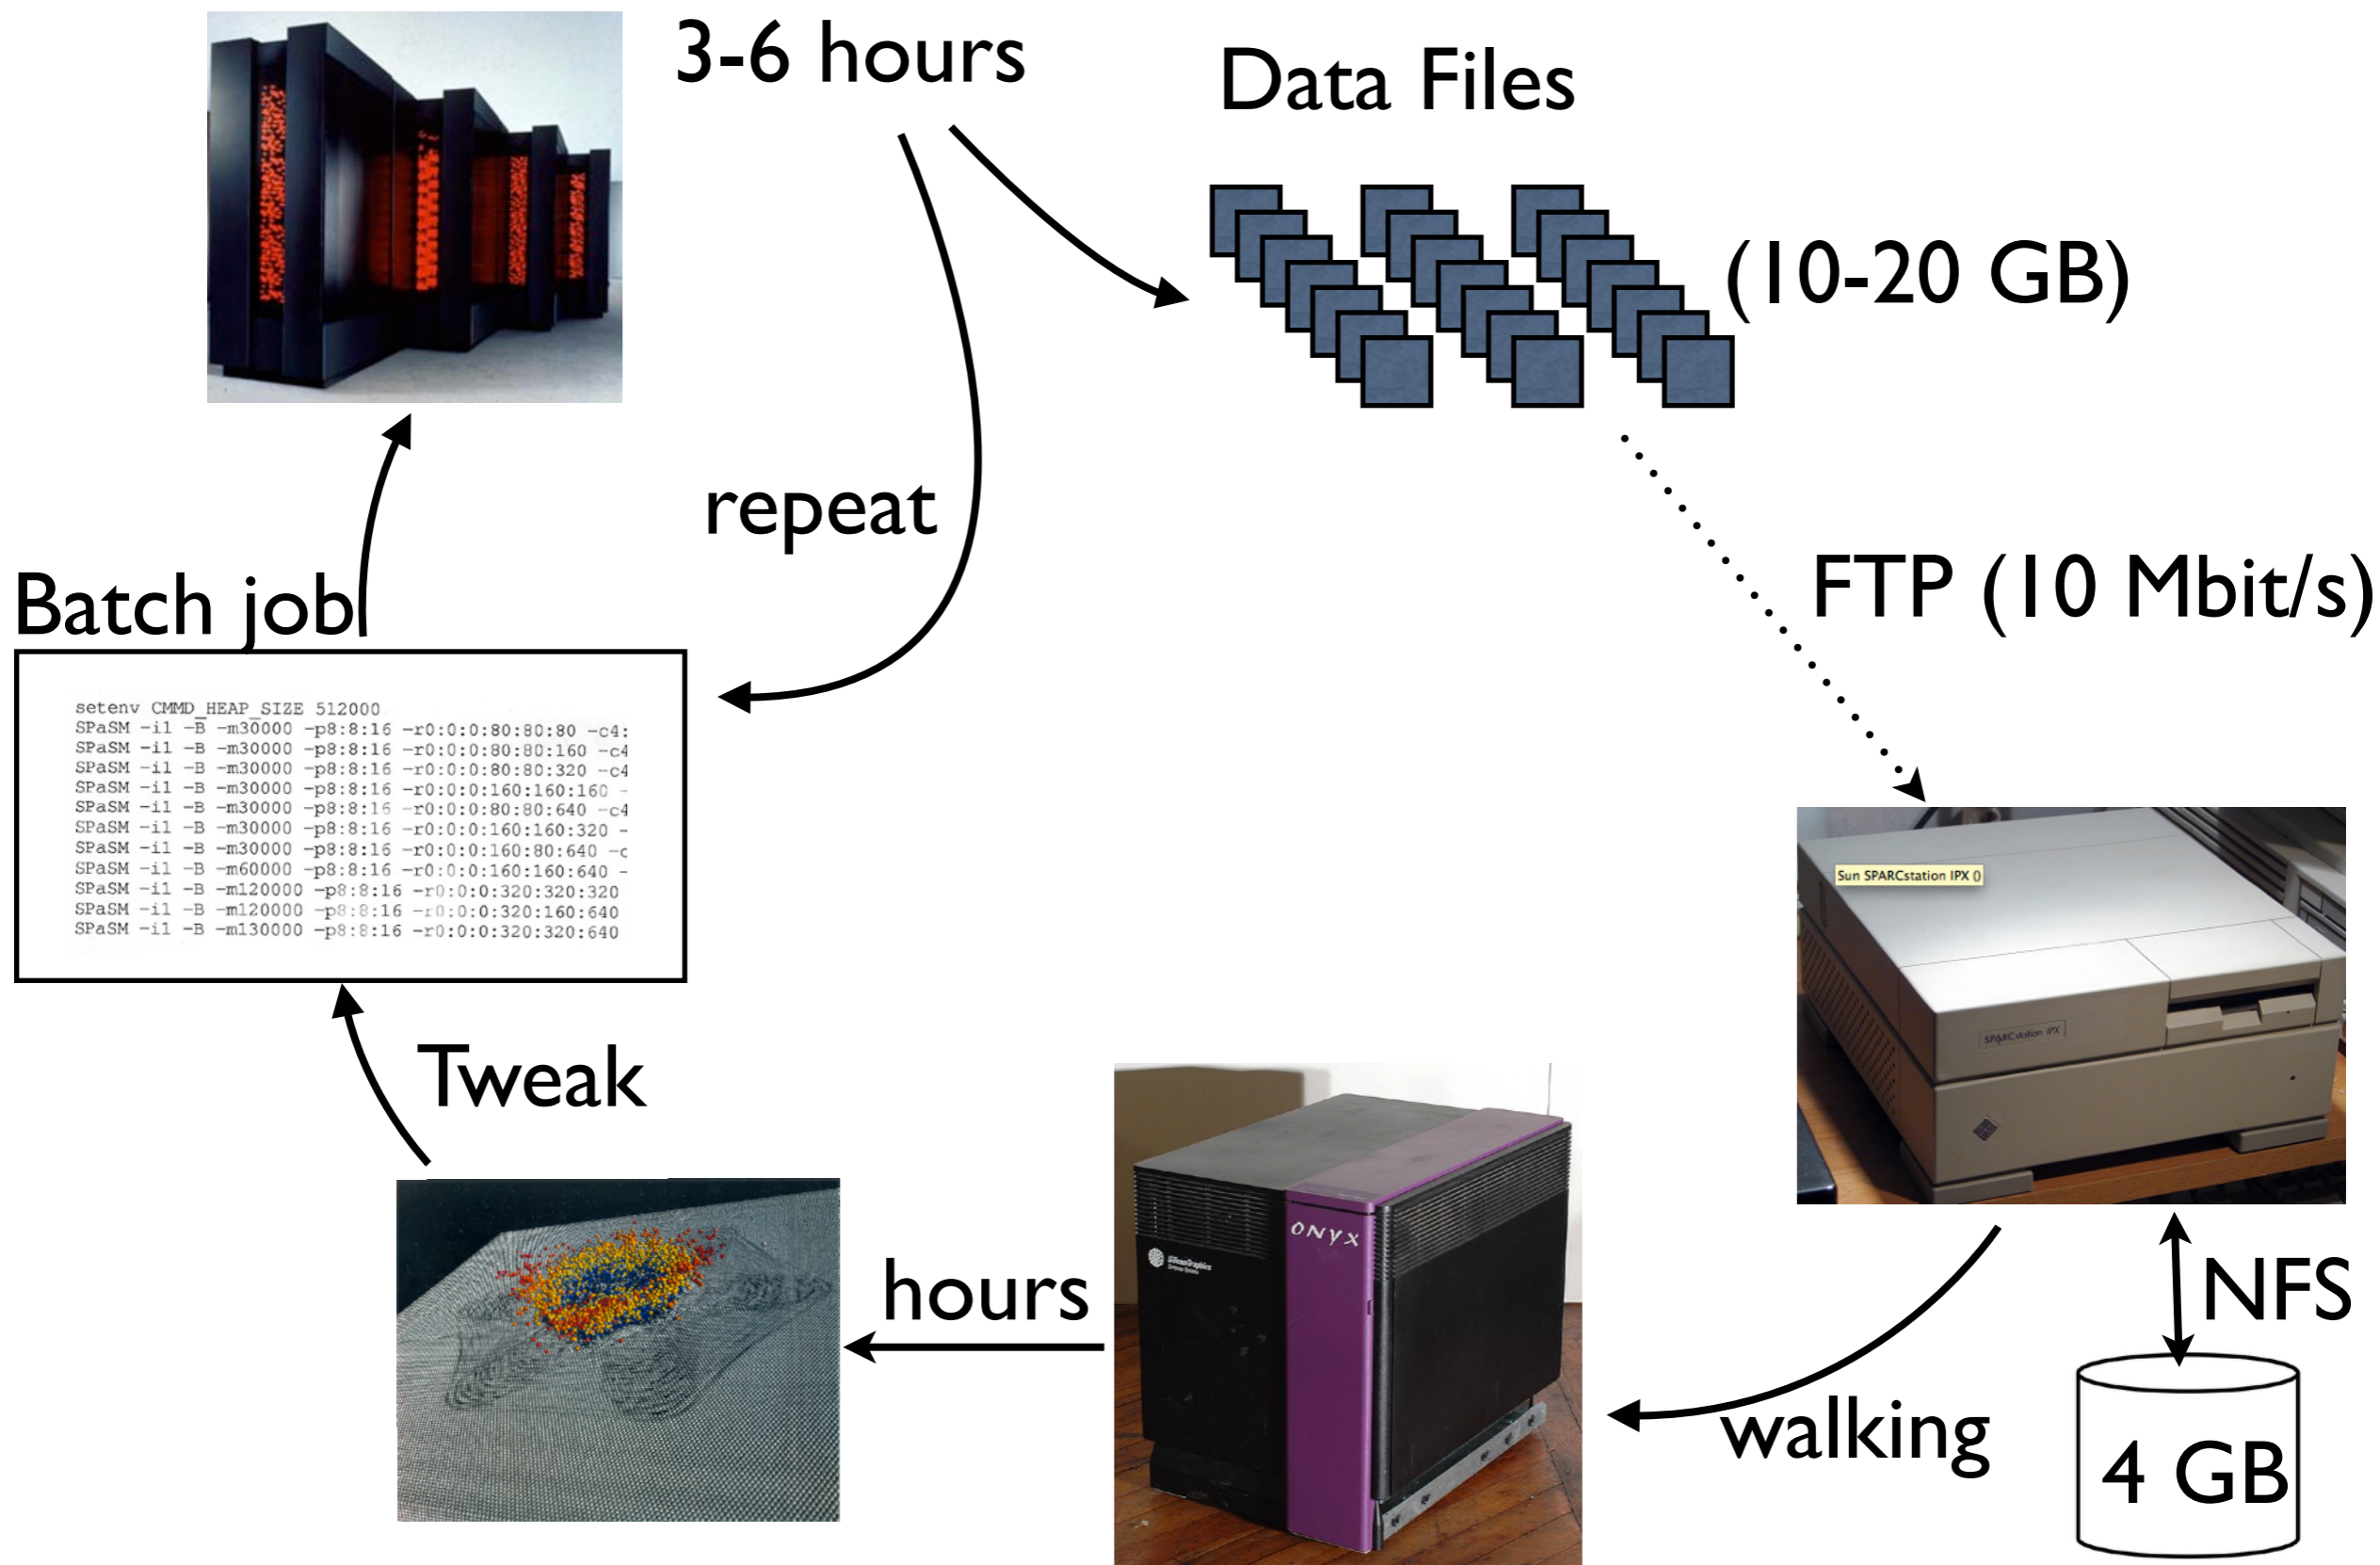 3-6 hours
Data Files
(10-20 GB)
repeat
FTP (10 Mbit/s)
Batch job
setenv CMMD_HEAP_SIZE 512000
SPaSM -i1 -B -m30000 -p8:8:16 -r0:0:0:80:80:80 -c4:
SPaSM -i1 -B -m30000 -p8:8:16 -r0:0:0:80:80:160 -c4
SPaSM -i1 -B -m30000 -p8:8:16 -r0:0:0:80:80:320 -c4
SPaSM -i1 -B -m30000 -p8:8:16 -r0:0:0:160:160:160 -
SPaSM -i1 -B -m30000 -p8:8:16 -r0:0:0:80:80:640 -c4
SPaSM -i1 -B -m30000 -p8:8:16 -r0:0:0:160:160:320 -
SPaSM -i1 -B -m30000 -p8:8:16 -r0:0:0:160:80:640 -c
SPaSM -i1 -B -m60000 -p8:8:16 -r0:0:0:160:160:640 -
SPaSM -i1 -B -m120000 -p8:8:16 -r0:0:0:320:320:320
SPaSM -i1 -B -m120000 -p8:8:16 -r0:0:0:320:160:640
SPaSM -i1 -B -m130000 -p8:8:16 -r0:0:0:320:320:640
Sun SPARCstation IPX ()
SPARCstation IPX
Tweak
onyx
SiliconGraphics
Computer Systems
hours
NFS
walking
4 GB